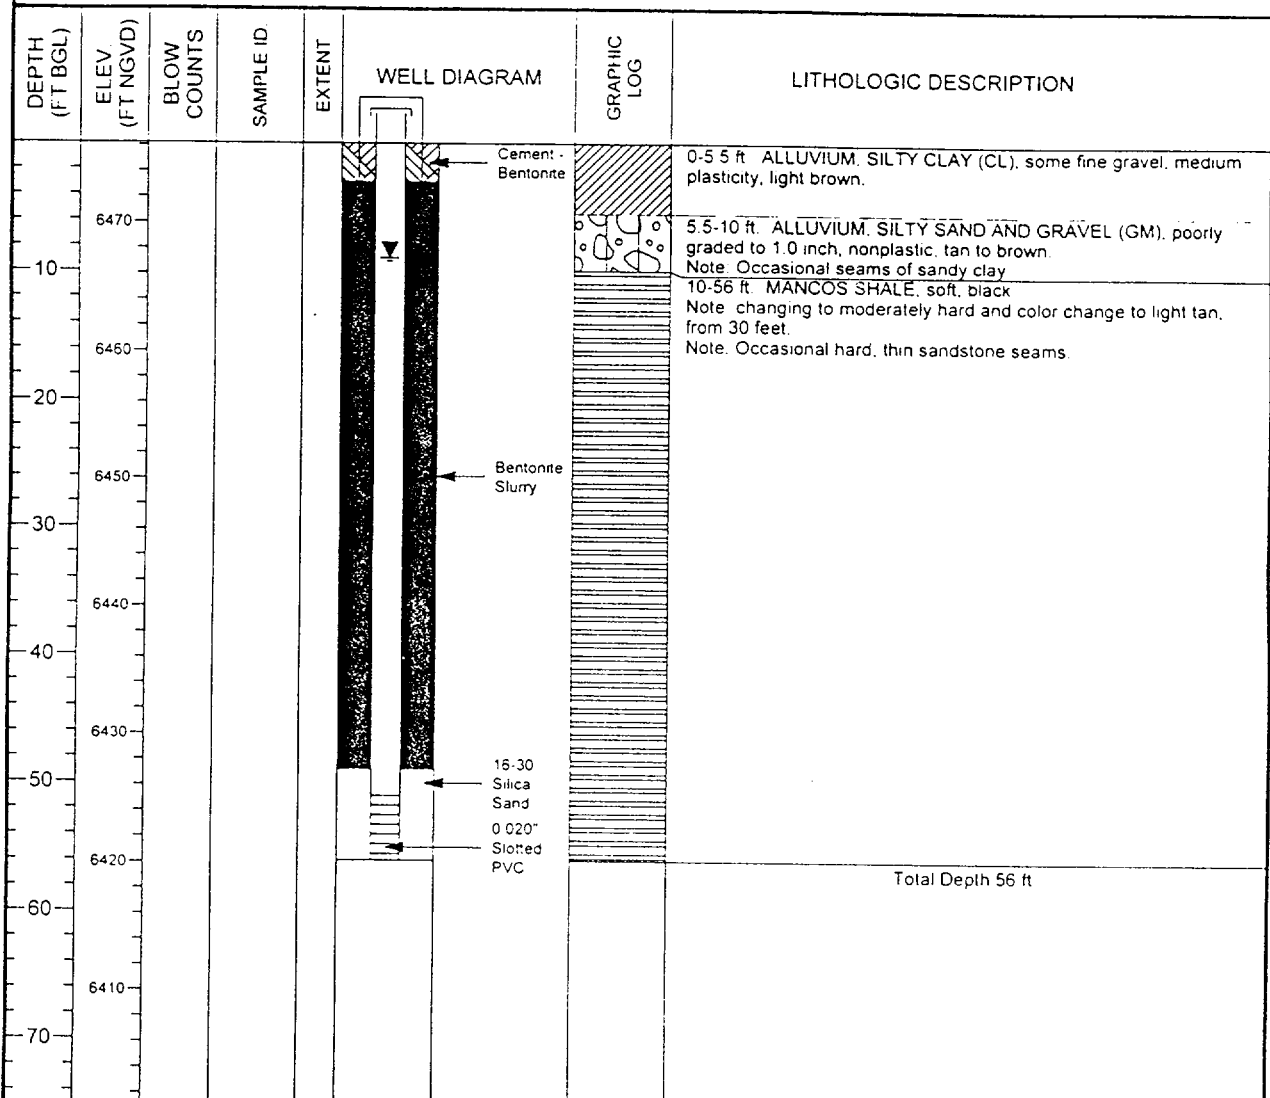 DEPTH
(FT BGL)
ELEV.
(FT NGVD)
BLOW
COUNTS
SAMPLE ID.
EXTENT
WELL DIAGRAM
GRAPHIC
LOG
LITHOLOGIC DESCRIPTION
Cement -
Bentonite
0-5 5 ft ALLUVIUM, SILTY CLAY (CL), some fine gravel, medium
plasticity, light brown.
6470
5.5-10 ft. ALLUVIUM, SILTY SAND AND GRAVEL (GM), poorly
graded to 1.0 inch, nonplastic, tan to brown.
Note: Occasional seams of sandy clay
10
10-56 ft. MANCOS SHALE, soft, black
Note changing to moderately hard and color change to light tan,
from 30 feet.
Note. Occasional hard, thin sandstone seams.
6460
20
Bentonite
Slurry
6450
30
6440
40
6430
50
16-30
Silica
Sand
0 020"
Slotted
PVC
6420
Total Depth 56 ft
60
6410
70